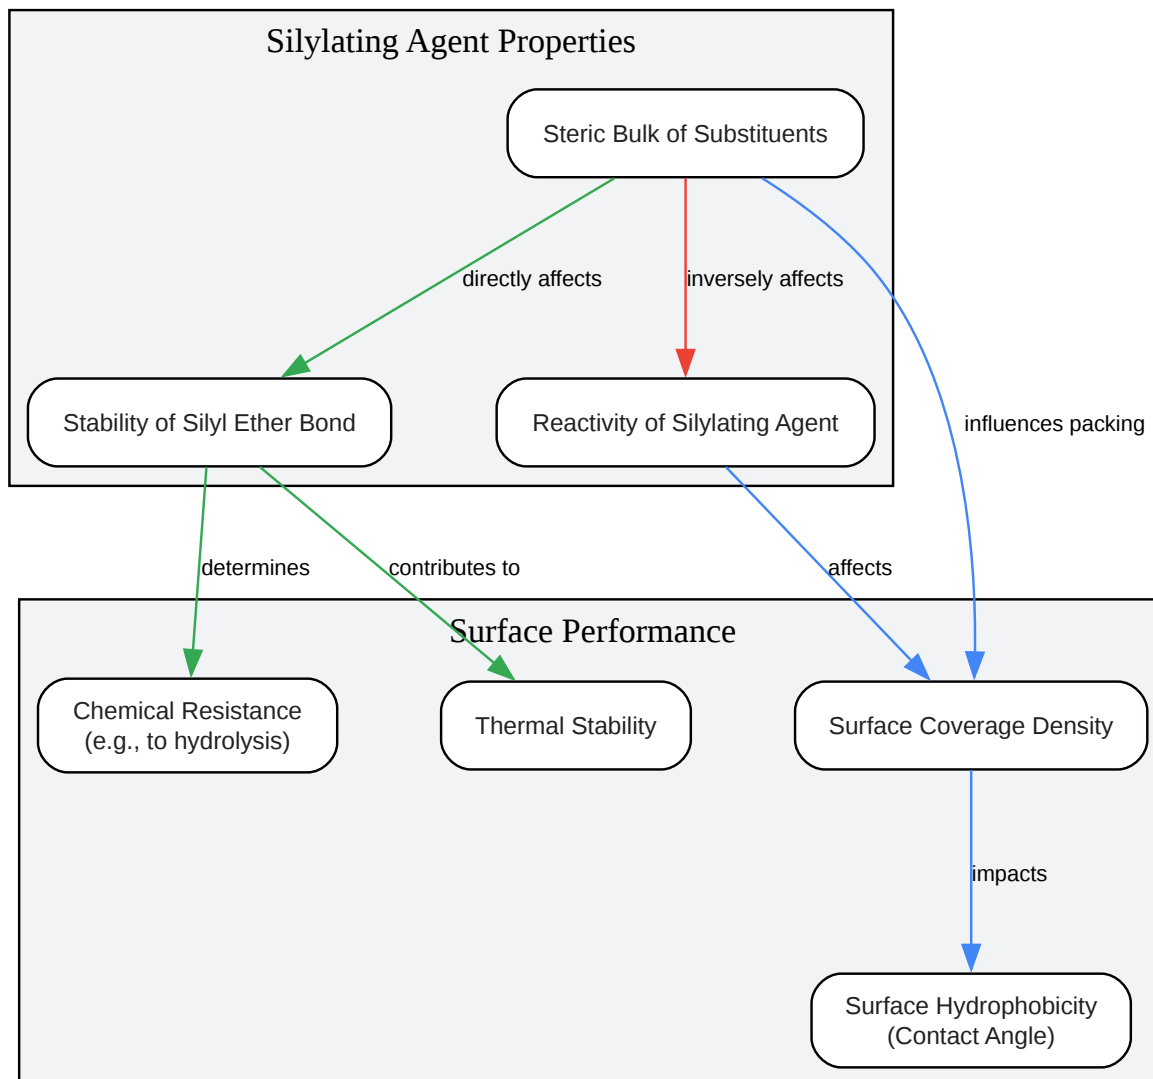 Silylating Agent Properties
Steric Bulk of Substituents
directly affects
inversely affects
Stability of Silyl Ether Bond
Reactivity of Silylating Agent
influences packing
determines
contributes to
affects
Surface Performance
Chemical Resistance
(e.g., to hydrolysis)
Thermal Stability
Surface Coverage Density
impacts
Surface Hydrophobicity
(Contact Angle)